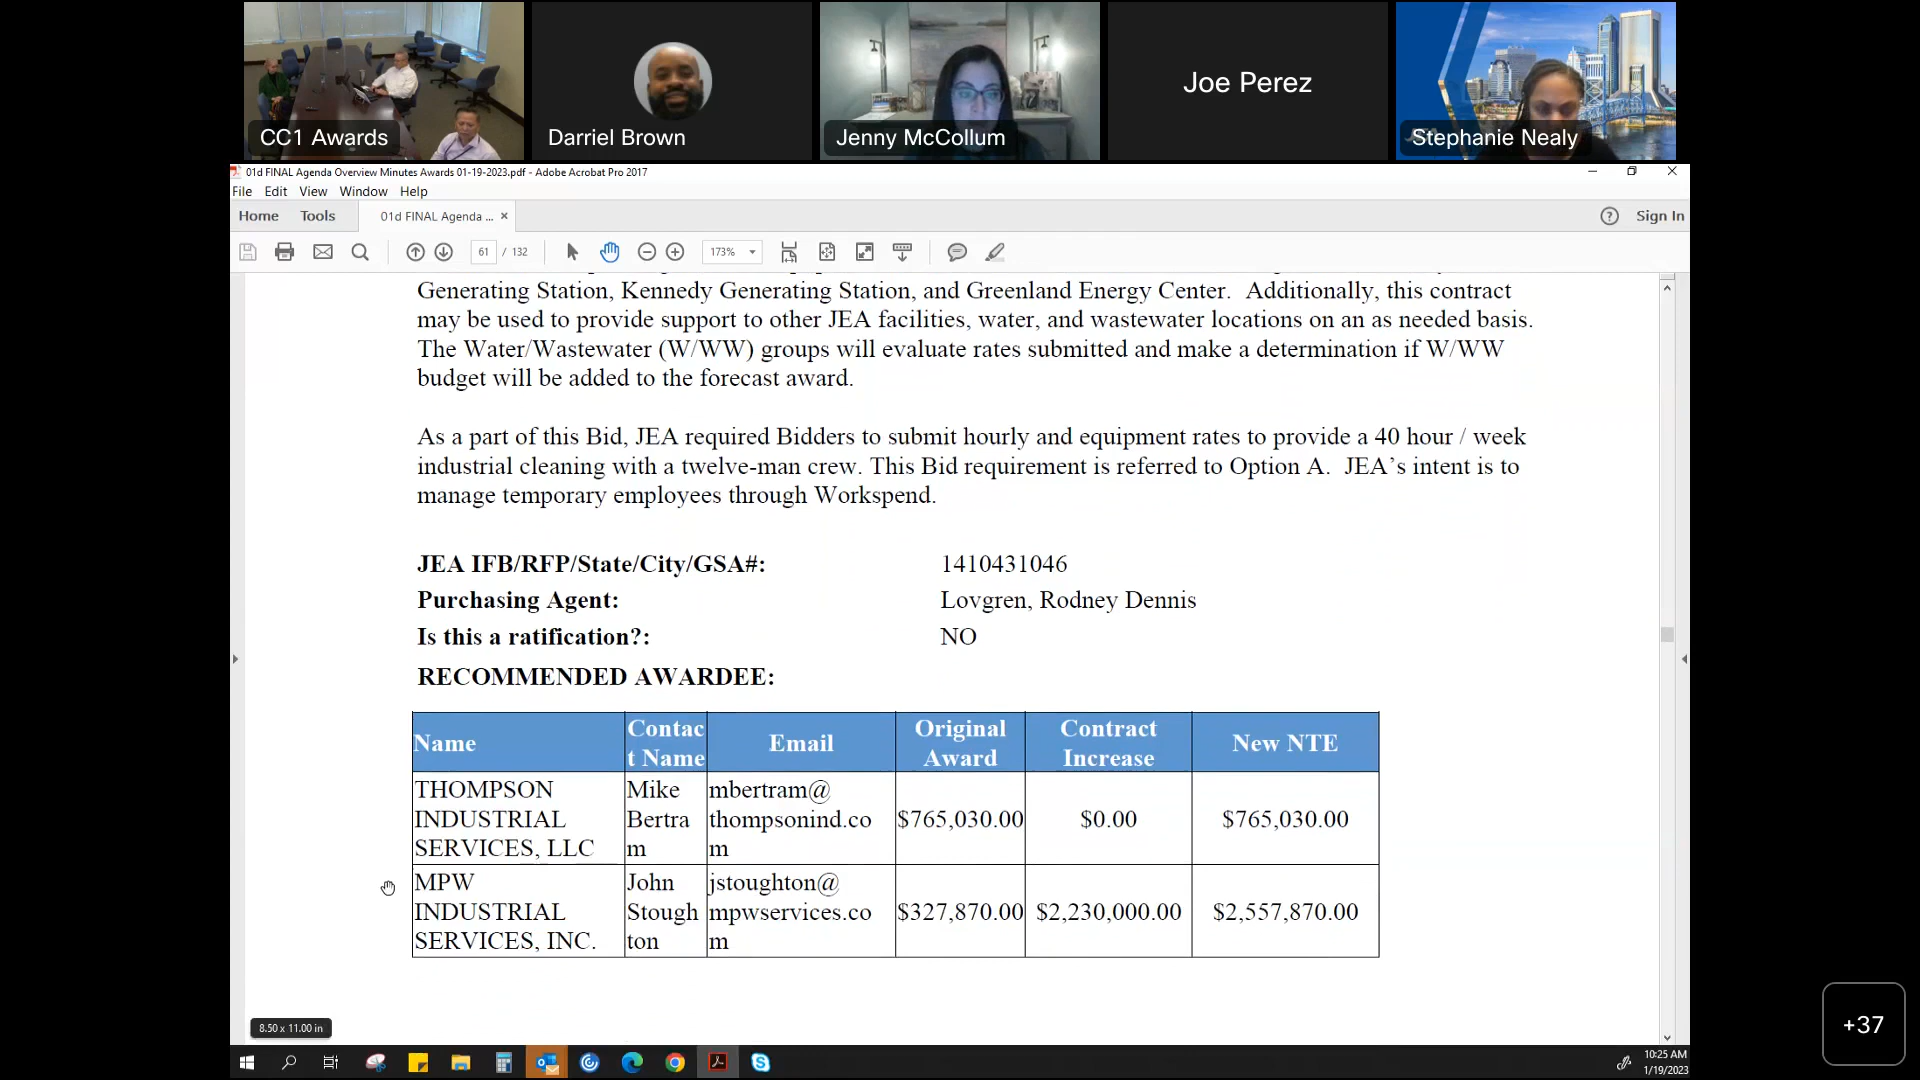 CC1 Awards
Darriel Brown
Jenny McCollum
Joe Perez
Stephanie Nealy
01d FINAL Agenda Overview Minutes Awards 01-19-2023.pdf - Adobe Acrobat Pro 2017
File Edit View Window Help
Home Tools 01d FINAL Agenda ... × Sign In
61 / 132 173%
Generating Station, Kennedy Generating Station, and Greenland Energy Center. Additionally, this contract
may be used to provide support to other JEA facilities, water, and wastewater locations on an as needed basis.
The Water/Wastewater (W/WW) groups will evaluate rates submitted and make a determination if W/WW
budget will be added to the forecast award.
As a part of this Bid, JEA required Bidders to submit hourly and equipment rates to provide a 40 hour / week
industrial cleaning with a twelve-man crew. This Bid requirement is referred to Option A. JEA’s intent is to
manage temporary employees through Workspend.
JEA IFB/RFP/State/City/GSA#: 1410431046
Purchasing Agent: Lovgren, Rodney Dennis
Is this a ratification?: NO
RECOMMENDED AWARDEE:
Name
Contac
t Name
Email
Original
Award
Contract
Increase
New NTE
THOMPSON
INDUSTRIAL
SERVICES, LLC
Mike
Bertra
m
mbertram@
thompsonind.co
m
$765,030.00
$0.00
$765,030.00
MPW
INDUSTRIAL
SERVICES, INC.
John
Stough
ton
jstoughton@
mpwservices.co
m
$327,870.00
$2,230,000.00
$2,557,870.00
8.50 x 11.00 in
+37
10:25 AM
1/19/2023